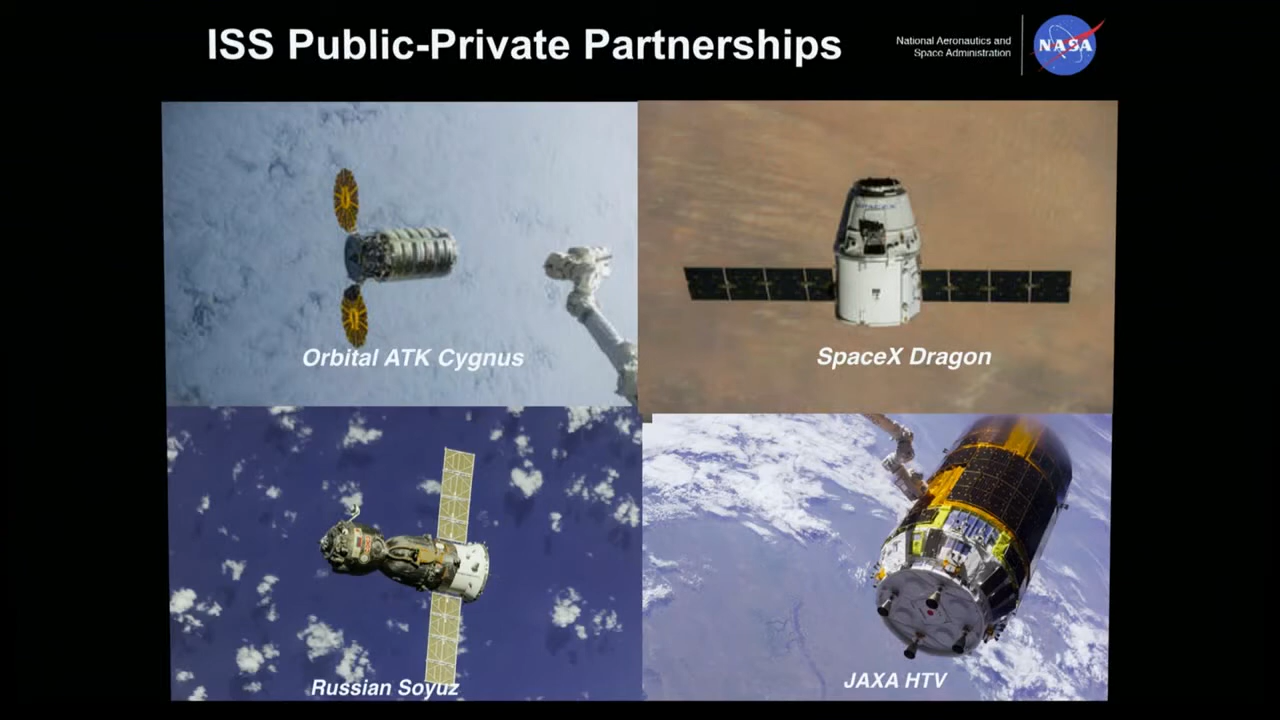 ISS Public-Private Partnerships
National Aeronautics and
Space Administration
NASA
SPACEX
Orbital ATK Cygnus
SpaceX Dragon
Russian Soyuz
JAXA HTV